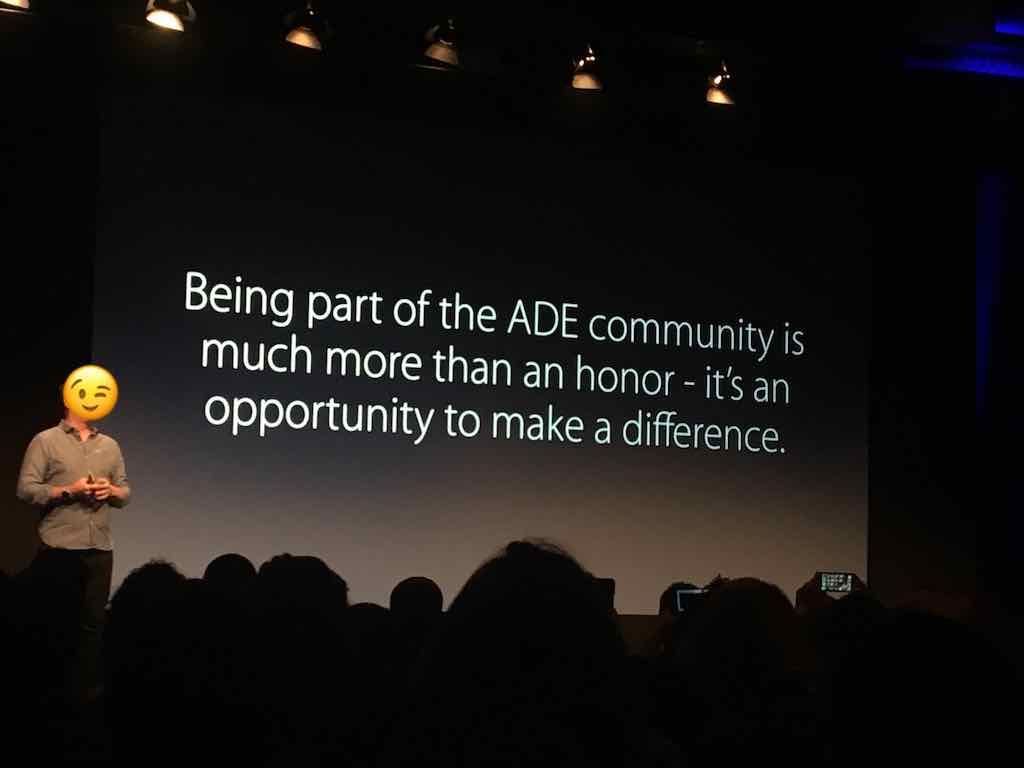 Being part of the ADE community is
much more than an honor - it's an
opportunity to make a difference.